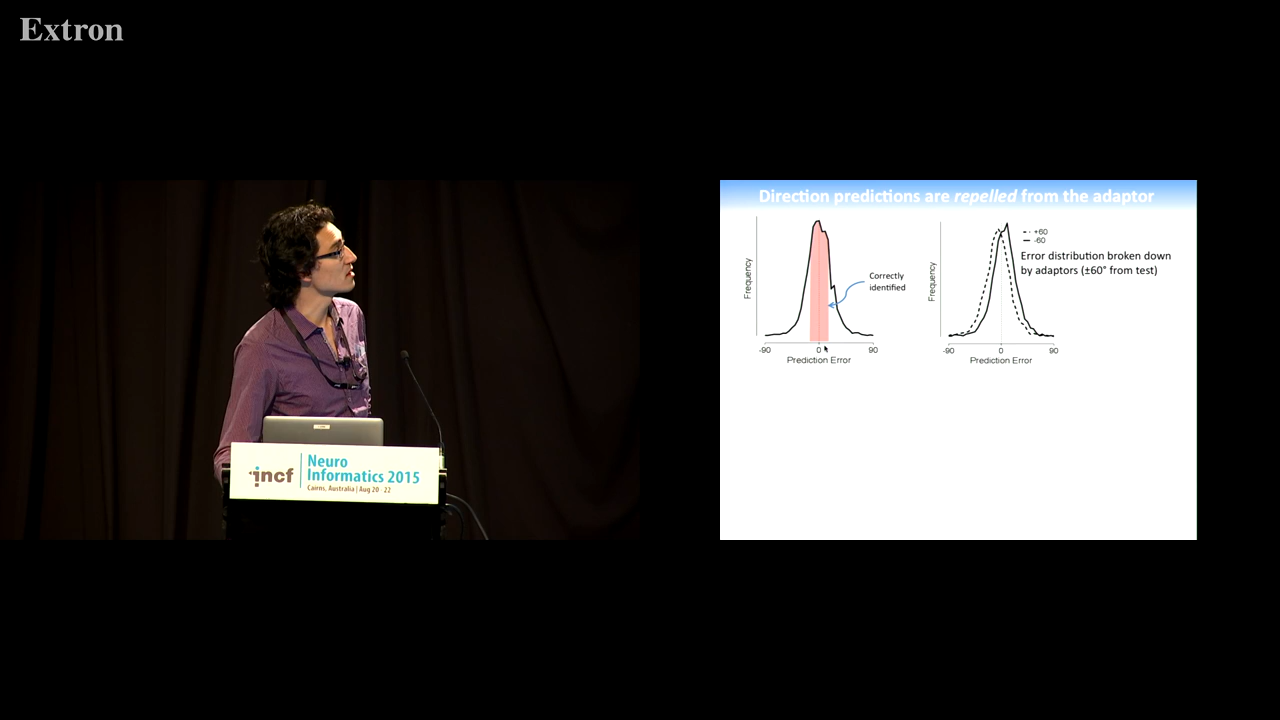 Extron
Direction predictions are repelled from the adaptor
Frequency
Correctly
identified
-90
0
90
Prediction Error
Frequency
+60
-60
Error distribution broken down
by adaptors (±60° from test)
-90
0
90
Prediction Error
incf
Neuro
Informatics 2015
Cairns, Australia | Aug 20 - 22